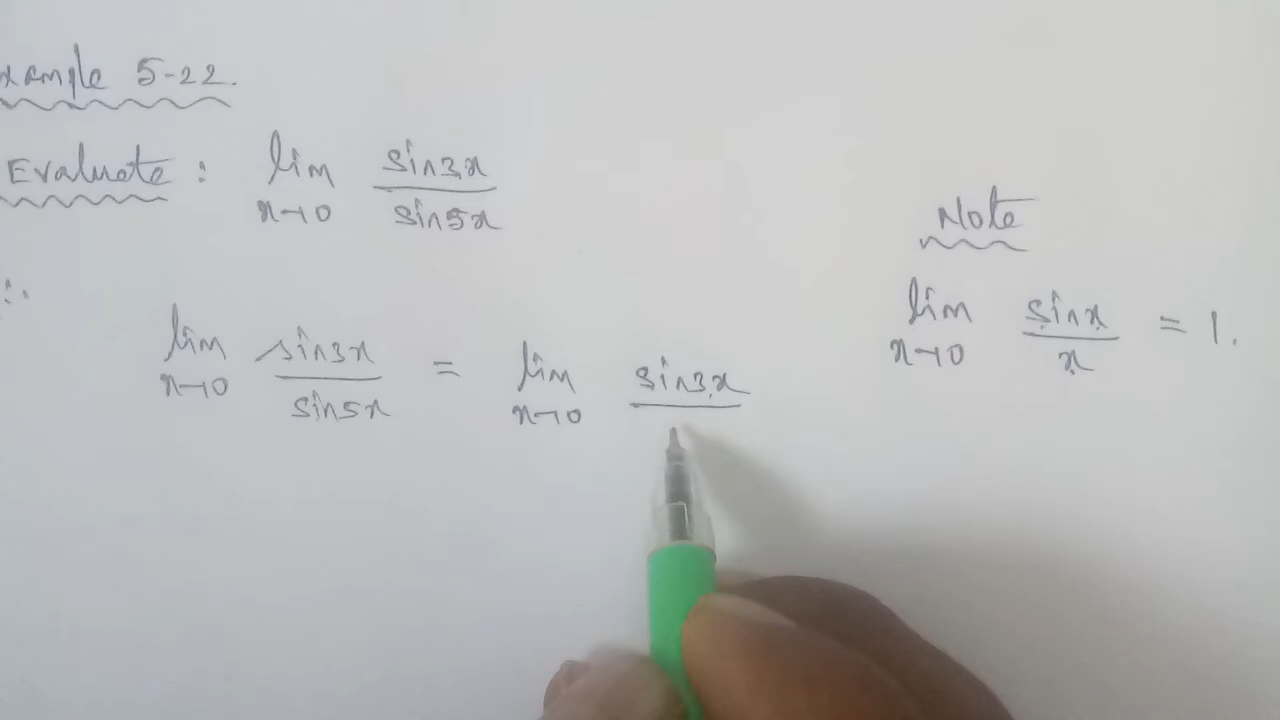 xample 5-22.
Evaluate : lim sin3x / sin5x
x→0
Note
lim sinx / x = 1.
x→0
∴
lim sin3x / sin5x = lim sin3x /
x→0 x→0